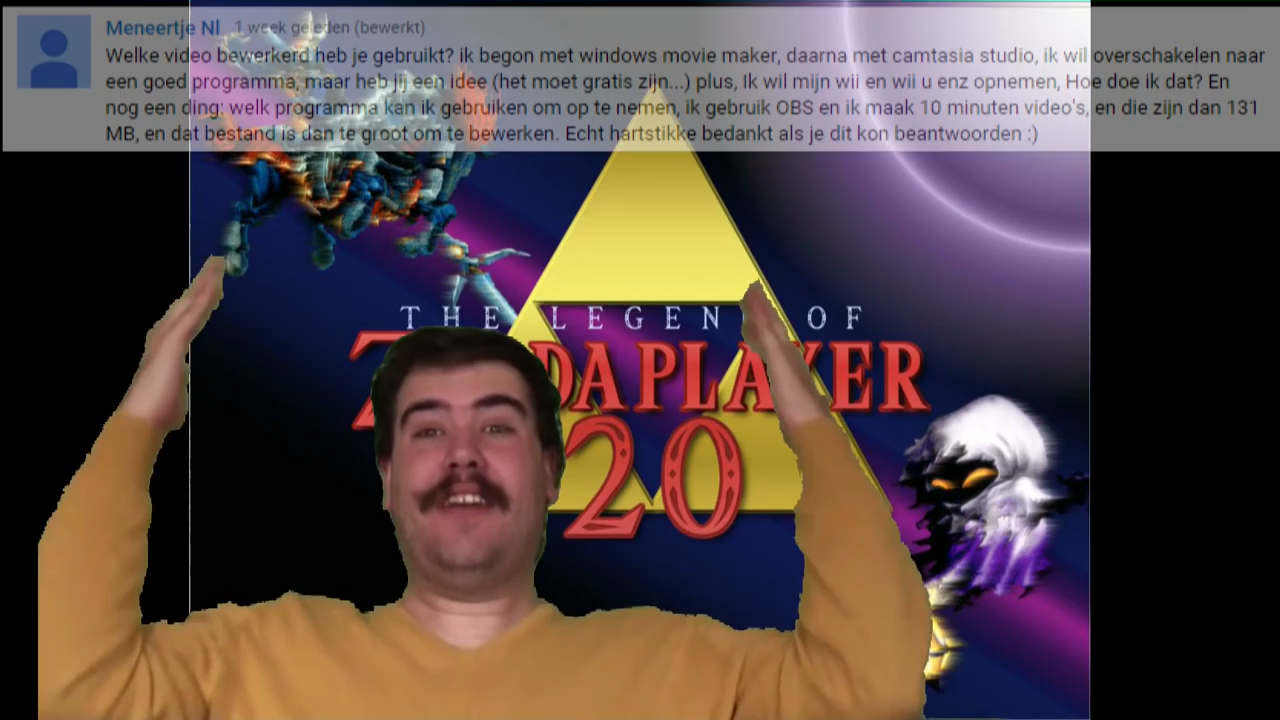 Meneertje Nl 1 week geleden (bewerkt)
Welke video bewerkerd heb je gebruikt? ik begon met windows movie maker, daarna met camtasia studio, ik wil overschakelen naar
een goed programma, maar heb jij een idee (het moet gratis zijn...) plus, Ik wil mijn wii en wii u enz opnemen, Hoe doe ik dat? En
nog een ding: welk programma kan ik gebruiken om op te nemen, ik gebruik OBS en ik maak 10 minuten video's, en die zijn dan 131
MB, en dat bestand is dan te groot om te bewerken. Echt hartstikke bedankt als je dit kon beantwoorden :)
THE LEGEN OF
Z DAPLAYER
20